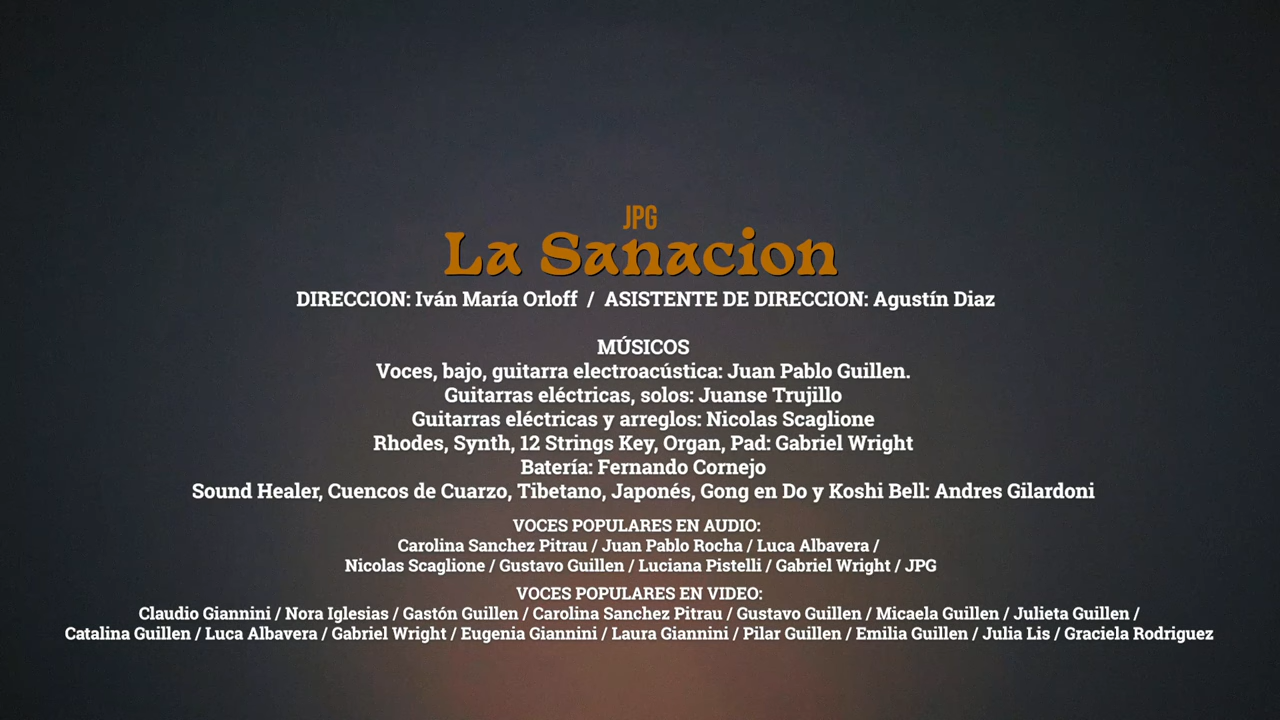 JPG
La Sanacion
DIRECCION: Iván María Orloff / ASISTENTE DE DIRECCION: Agustín Diaz
MÚSICOS
Voces, bajo, guitarra electroacústica: Juan Pablo Guillen.
Guitarras eléctricas, solos: Juanse Trujillo
Guitarras eléctricas y arreglos: Nicolas Scaglione
Rhodes, Synth, 12 Strings Key, Organ, Pad: Gabriel Wright
Batería: Fernando Cornejo
Sound Healer, Cuencos de Cuarzo, Tibetano, Japonés, Gong en Do y Koshi Bell: Andres Gilardoni
VOCES POPULARES EN AUDIO:
Carolina Sanchez Pitrau / Juan Pablo Rocha / Luca Albavera /
Nicolas Scaglione / Gustavo Guillen / Luciana Pistelli / Gabriel Wright / JPG
VOCES POPULARES EN VIDEO:
Claudio Giannini / Nora Iglesias / Gastón Guillen / Carolina Sanchez Pitrau / Gustavo Guillen / Micaela Guillen / Julieta Guillen /
Catalina Guillen / Luca Albavera / Gabriel Wright / Eugenia Giannini / Laura Giannini / Pilar Guillen / Emilia Guillen / Julia Lis / Graciela Rodriguez